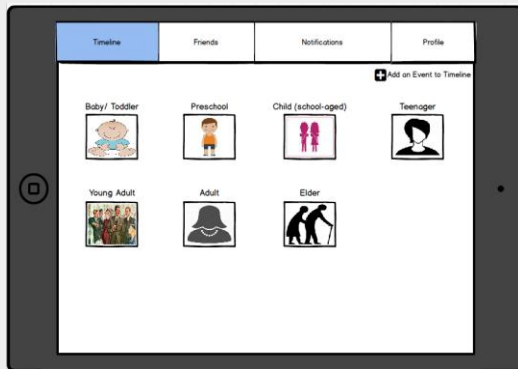 Timeline Friends Notifications Profile
Add an Event to Timeline
Baby/ Toddler Preschool Child (school-aged) Teenager
Young Adult Adult Elder